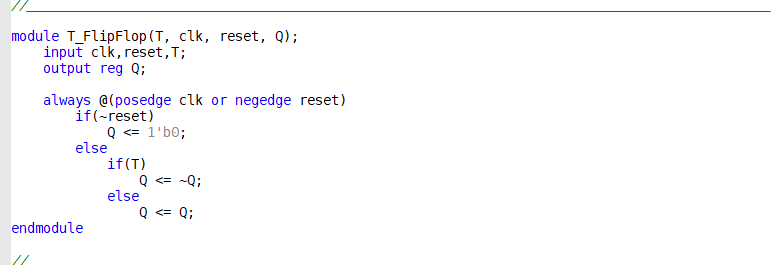 //______________________________________________________________________________________________
module T_FlipFlop(T, clk, reset, Q);
    input clk,reset,T;
    output reg Q;
    always @(posedge clk or negedge reset)
        if(~reset)
            Q <= 1'b0;
        else
            if(T)
                Q <= ~Q;
            else
                Q <= Q;
endmodule
//